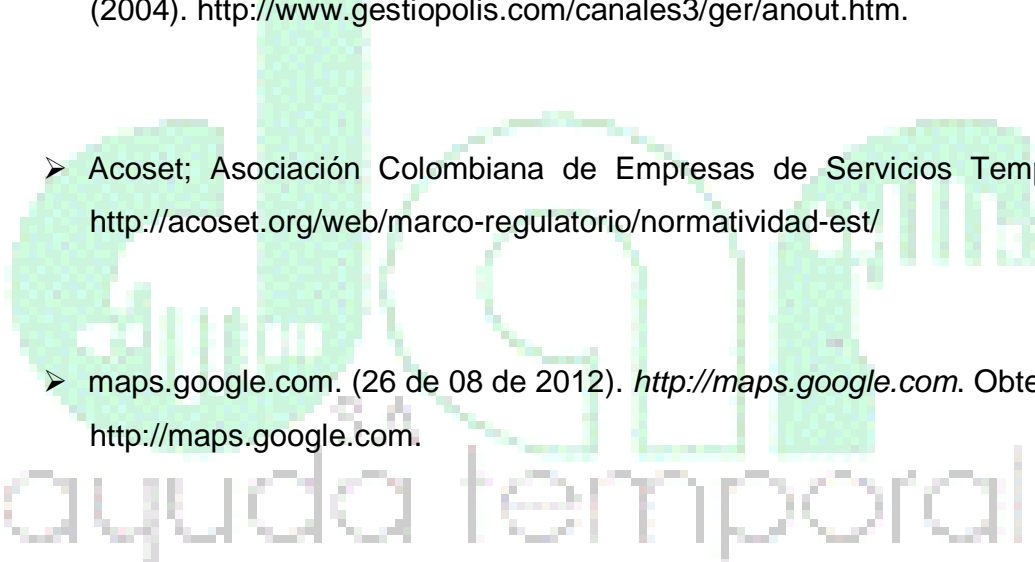 (2004). http://www.gestiopolis.com/canales3/ger/anout.htm.
➢ Acoset; Asociación Colombiana de Empresas de Servicios Temp
http://acoset.org/web/marco-regulatorio/normatividad-est/
➢ maps.google.com. (26 de 08 de 2012). http://maps.google.com. Obte
http://maps.google.com.
dar
S.A
ayuda temporal